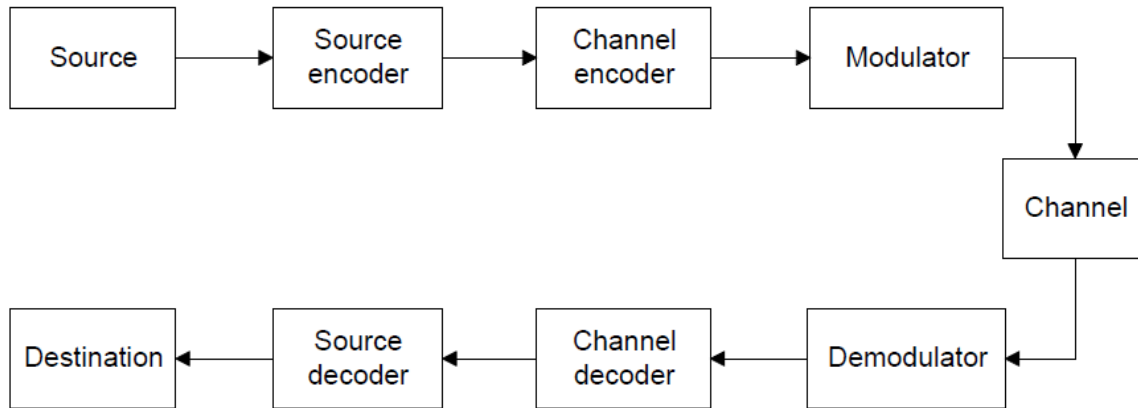 Source
Source
encoder
Channel
encoder
Modulator
Channel
Destination
Source
decoder
Channel
decoder
Demodulator